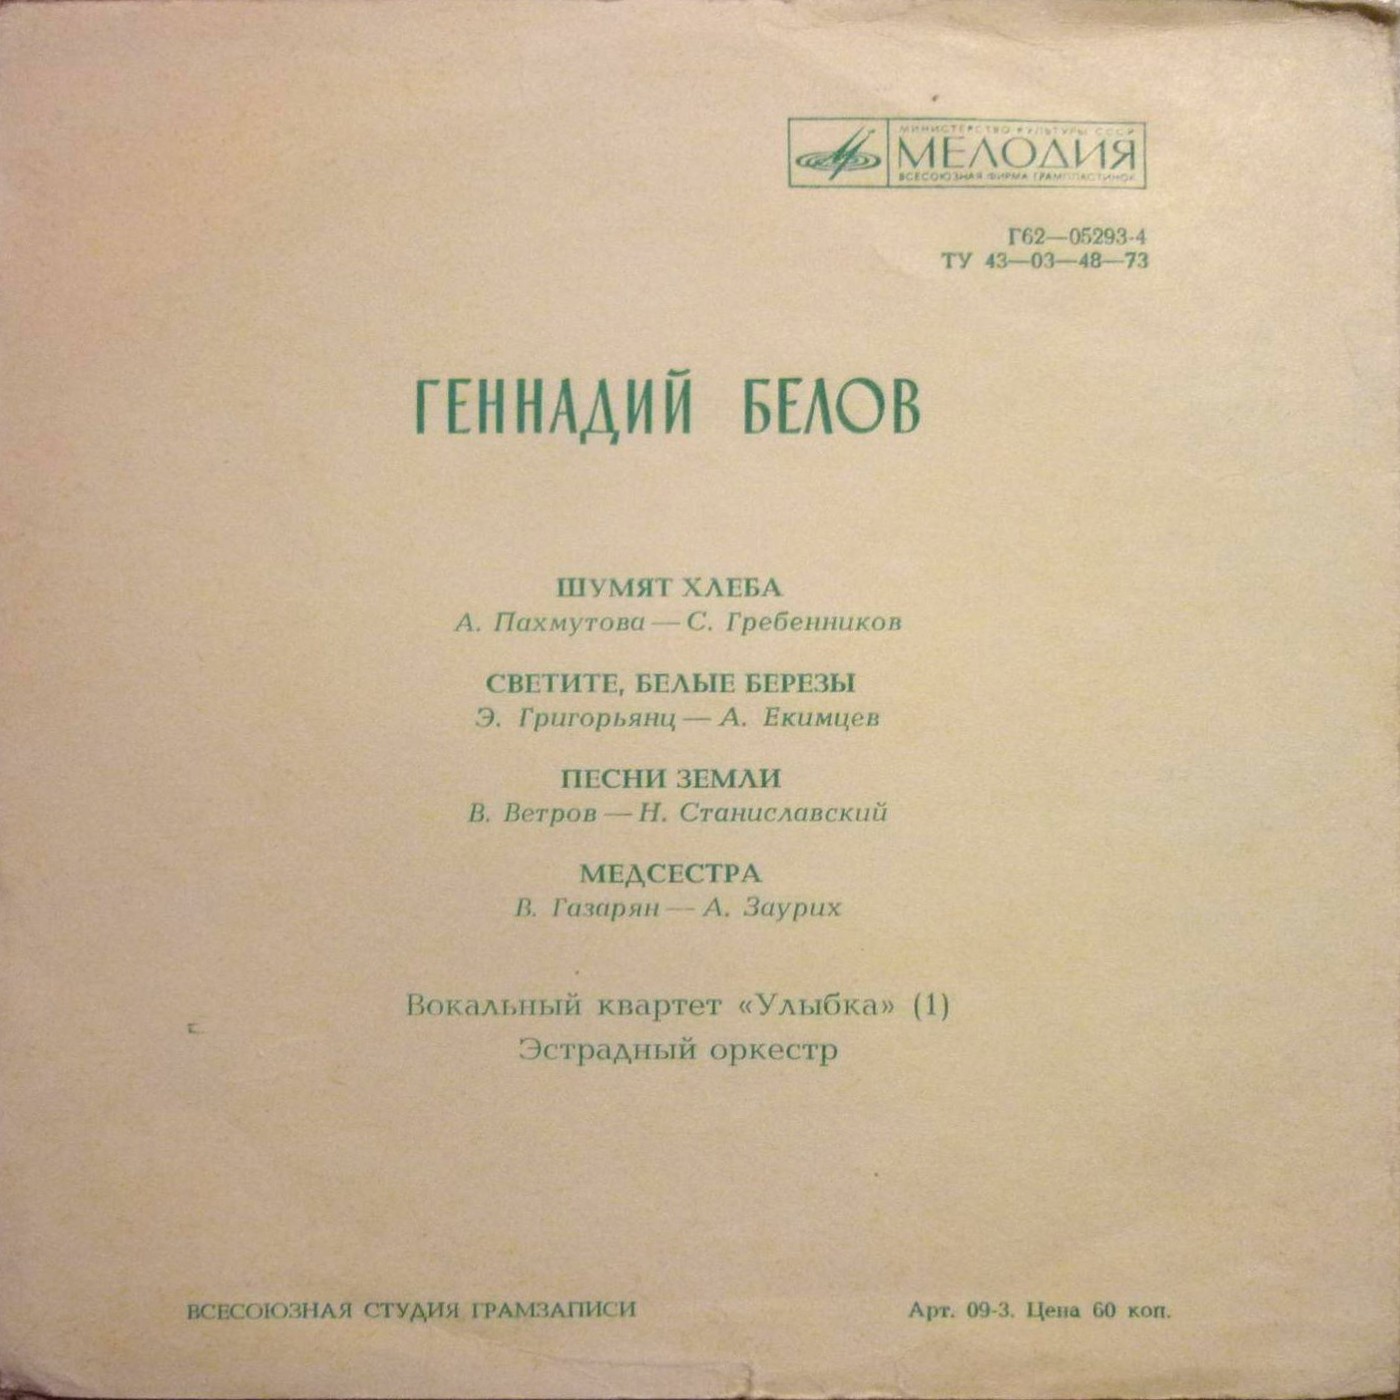 МИНИСТЕРСТВО КУЛЬТУРЫ СССР
МЕЛОДИЯ
ВСЕСОЮЗНАЯ ФИРМА ГРАМПЛАСТИНОК
Г62—05293-4
ТУ 43—03—48—73
ГЕННАДИЙ БЕЛОВ
ШУМЯТ ХЛЕБА
А. Пахмутова — С. Гребенников
СВЕТИТЕ, БЕЛЫЕ БЕРЕЗЫ
Э. Григорьянц — А. Екимцев
ПЕСНИ ЗЕМЛИ
В. Ветров — Н. Станиславский
МЕДСЕСТРА
В. Газарян — А. Заурих
Вокальный квартет «Улыбка» (1)
Эстрадный оркестр
ВСЕСОЮЗНАЯ СТУДИЯ ГРАМЗАПИСИ
Арт. 09-3. Цена 60 коп.